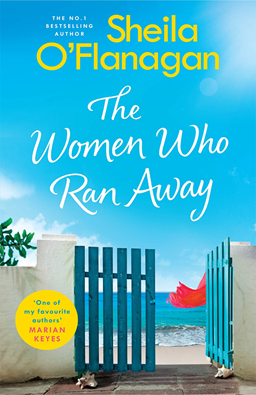 THE NO.1
BESTSELLING
AUTHOR
Sheila
O'Flanagan
The
Women Who
Ran Away
'One of
my favourite
authors'
MARIAN
KEYES